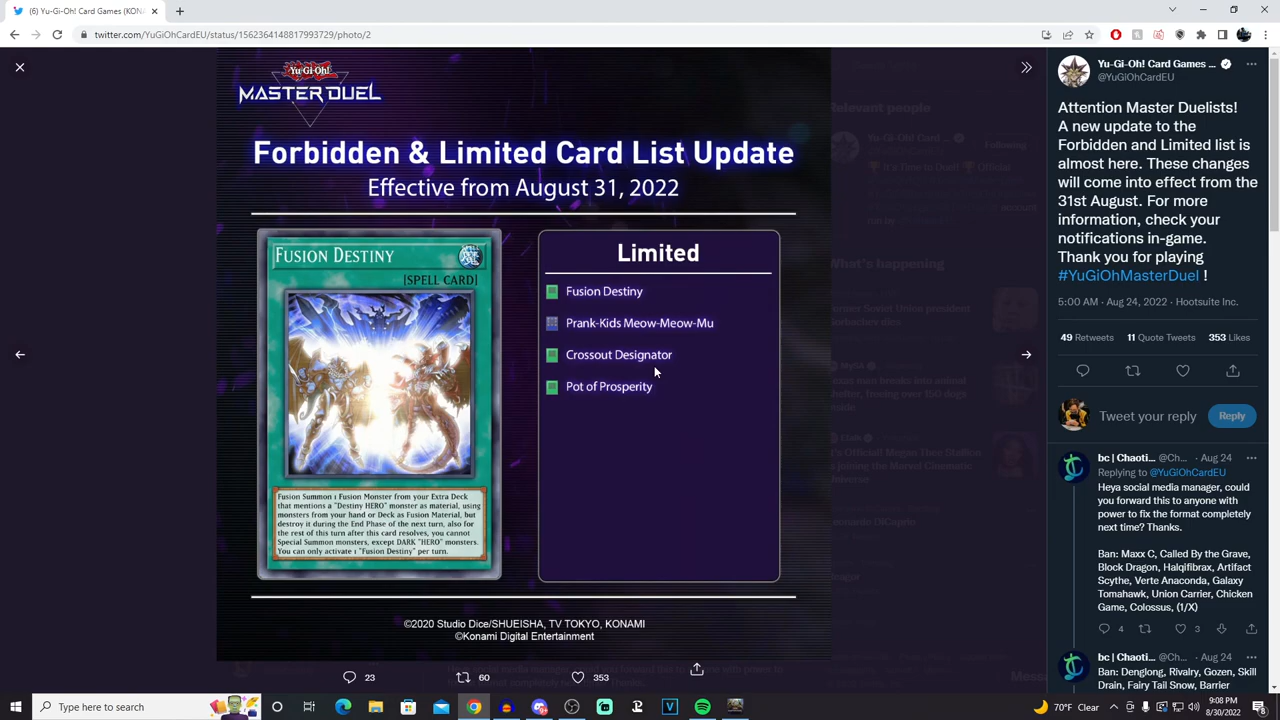 (6) Yu-Gi-Oh! Card Games (KONA
twitter.com/YuGiOhCardEU/status/1562364148817993729/photo/2
Yu-Gi-Oh!
MASTER DUEL
Forbidden & Limited Card List Update
Effective from August 31, 2022
FUSION DESTINY
[SPELL CARD]
Fusion Summon 1 Fusion Monster from your Extra Deck
that mentions a "Destiny HERO" monster as material, using
monsters from your hand or Deck as Fusion Material, but
destroy it during the End Phase of the next turn, also for
the rest of this turn after this card resolves, you cannot
Special Summon monsters, except DARK "HERO" monsters.
You can only activate 1 "Fusion Destiny" per turn.
Limited
Fusion Destiny
Prank-Kids Meow-Meow-Mu
Crossout Designator
Pot of Prosperity
©2020 Studio Dice/SHUEISHA, TV TOKYO, KONAMI
©Konami Digital Entertainment
23
60
353
Relevant people
What's happening
Yu-Gi-Oh! Card Games ...
@YuGiOhCardEU
Attention Master Duelists!
A new update to the
Forbidden and Limited list is
almost here. These changes
will come into effect from the
31st August. For more
information, check your
notifications in-game.
Thank you for playing
#YuGiOhMasterDuel !
5:00 AM · Aug 24, 2022 · Hootsuite Inc.
49 Retweets 11 Quote Tweets 353 Likes
Tweet your reply
Reply
bc | Chaoti... @Ch... · Aug 24
Replying to @YuGiOhCardEU
Heya social media manager, could
you forward this to anyone with
power to fix the format completely
next time? Thanks.
Ban: Maxx C, Called By the Grave,
Block Dragon, Halqifibrax, Artifact
Scythe, Verte Anaconda, Galaxy
Tomahawk, Union Carrier, Chicken
Game, Colossus, (1/X)
4
3
bc | Chaoti... @Ch... · Aug 24
Ban: Denglong, Rivalry, Gozen, Skill
Drain, Fairy Tail Snow, Barrier
Type here to search
70°F Clear
9:08 PM
8/30/2022